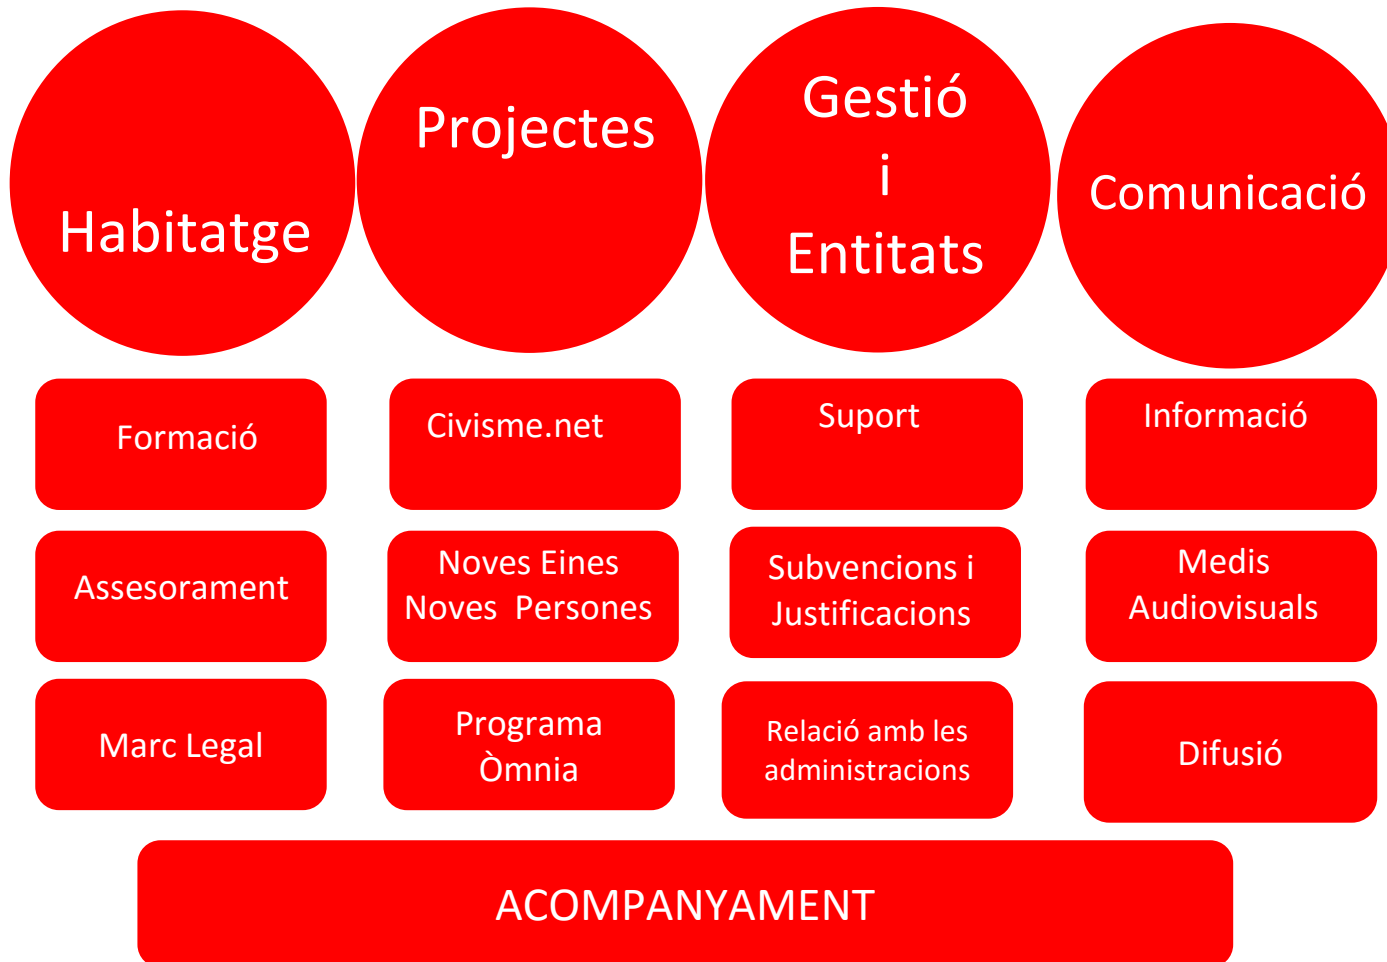 Habitatge
Projectes
Gestió
i
Entitats
Comunicació
Formació
Civisme.net
Suport
Informació
Assesorament
Noves Eines
Noves  Persones
Subvencions i
Justificacions
Medis
Audiovisuals
Marc Legal
Programa
Òmnia
Relació amb les
administracions
Difusió
ACOMPANYAMENT